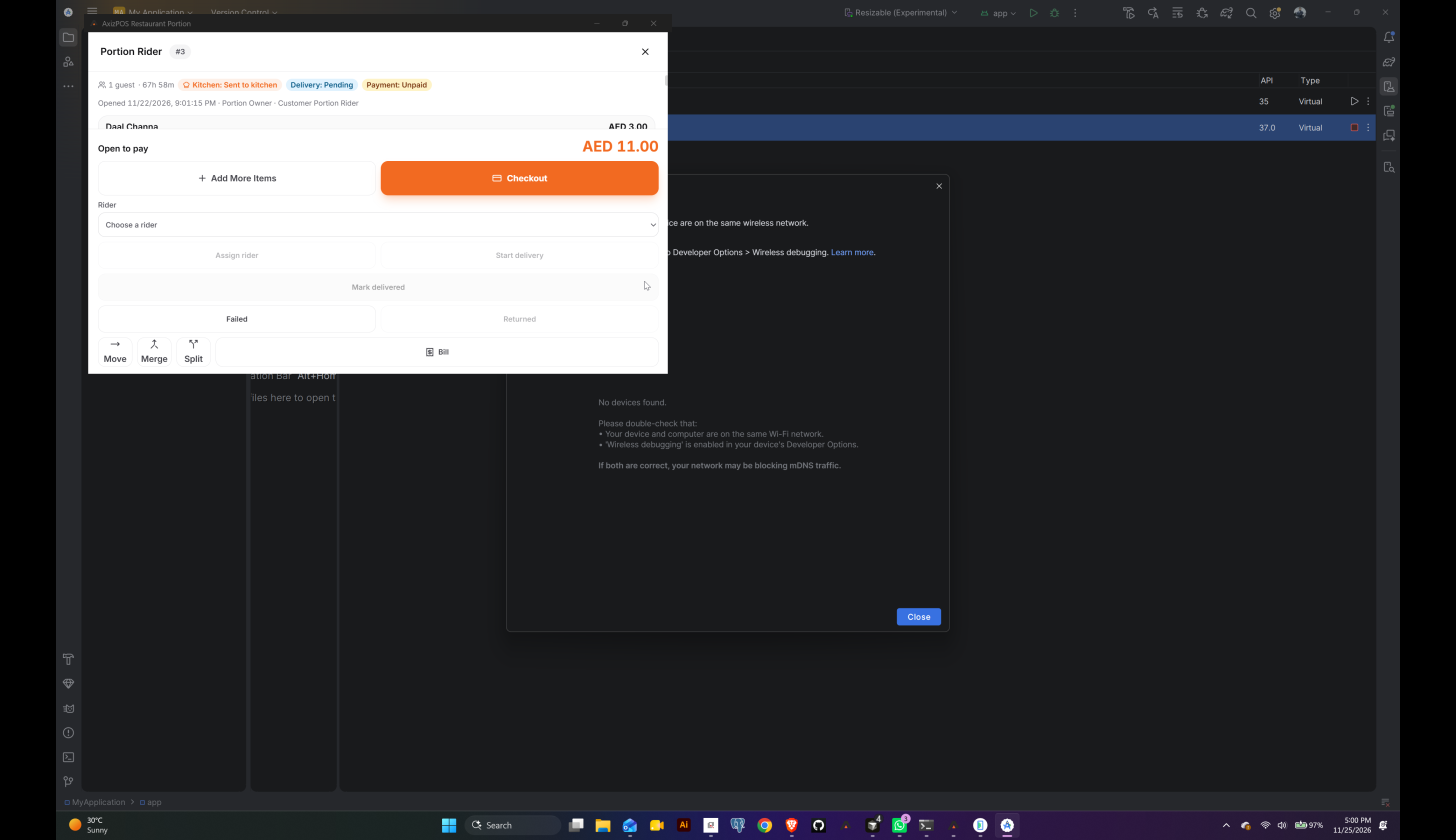 MA My Application Version Control
Resizable (Experimental) app
AxizPOS Restaurant Portion
Portion Rider #3
1 guest · 67h 58m Kitchen: Sent to kitchen Delivery: Pending Payment: Unpaid
Opened 11/22/2026, 9:01:15 PM · Portion Owner · Customer Portion Rider
Daal Channa AED 3.00
Open to pay AED 11.00
+ Add More Items Checkout
Rider
Choose a rider
Assign rider Start delivery
Mark delivered
Failed Returned
Move Merge Split Bill
API Type
35 Virtual
37.0 Virtual
ce are on the same wireless network.
Developer Options > Wireless debugging. Learn more.
ation Bar Alt+Hom
iles here to open t
No devices found.
Please double-check that:
• Your device and computer are on the same Wi-Fi network.
• 'Wireless debugging' is enabled in your device's Developer Options.
If both are correct, your network may be blocking mDNS traffic.
Close
MyApplication > app
30°C
Sunny
Search
Ai
4
3
97%
5:00 PM
11/25/2026